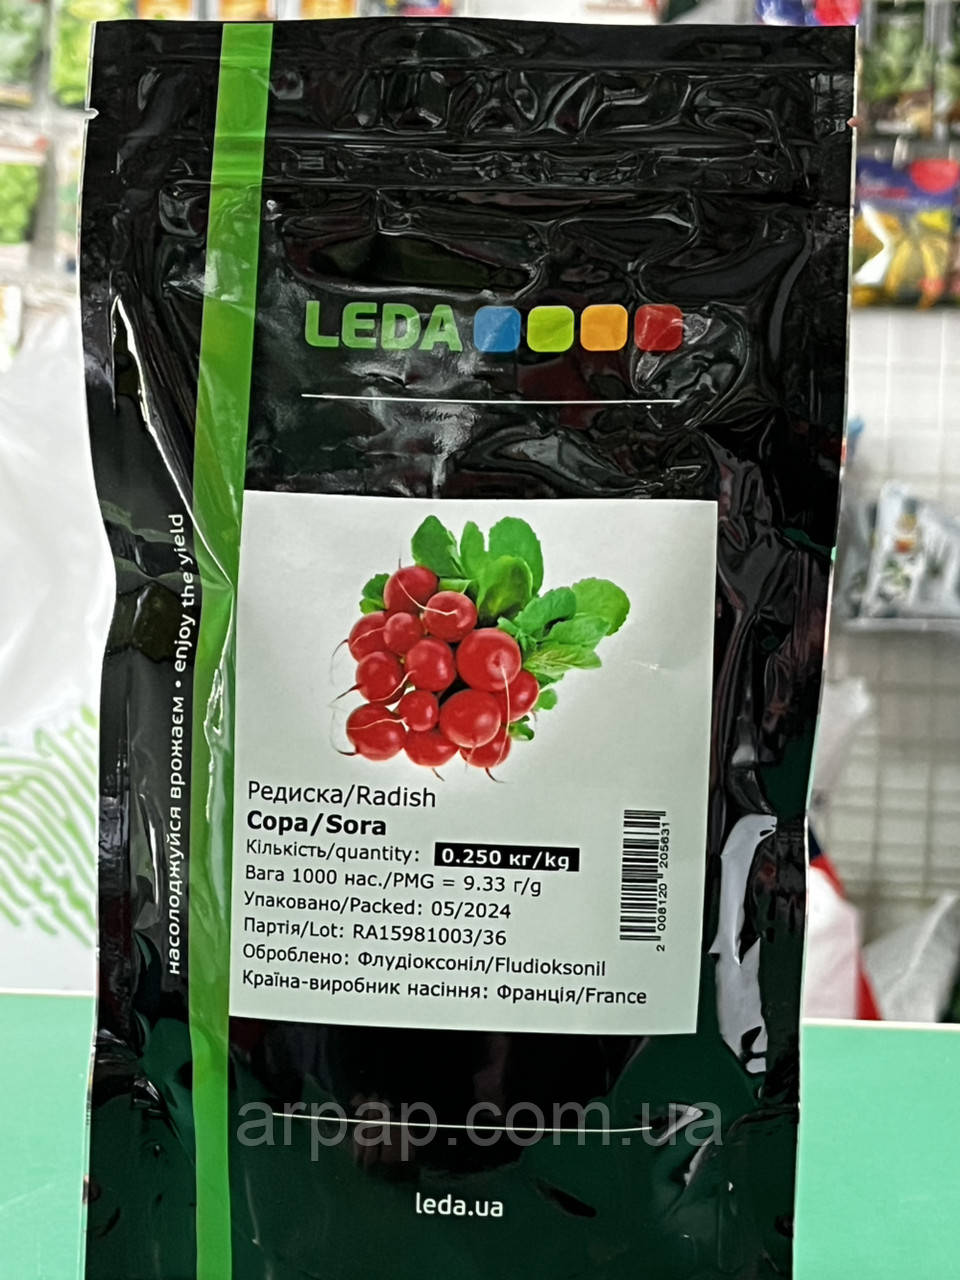 LEDA
насолоджуйся врожаєм • enjoy the yield
Редиска/Radish
Сора/Sora
Кількість/quantity: 0.250 кг/kg
Вага 1000 нас./PMG = 9.33 г/g
Упаковано/Packed: 05/2024
Партія/Lot: RA15981003/36
Оброблено: Флудіоксоніл/Fludioksonil
Країна-виробник насіння: Франція/France
2 008120 205631
arpap.com.ua
leda.ua